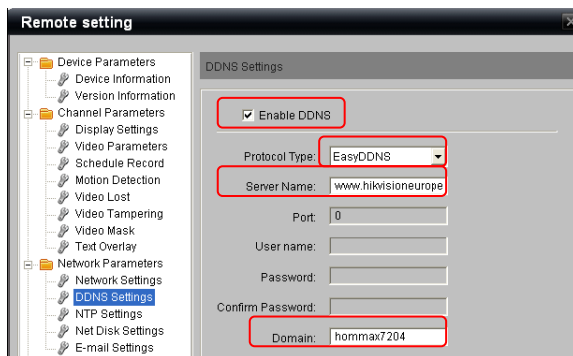 Remote setting
Device Parameters
Device Information
Version Information
Channel Parameters
Display Settings
Video Parameters
Schedule Record
Motion Detection
Video Lost
Video Tampering
Video Mask
Text Overlay
Network Parameters
Network Settings
DDNS Settings
NTP Settings
Net Disk Settings
E-mail Settings
DDNS Settings
Enable DDNS
Protocol Type: EasyDDNS
Server Name: www.hikvisioneurope
Port: 0
User name:
Password:
Confirm Password:
Domain: hommax7204